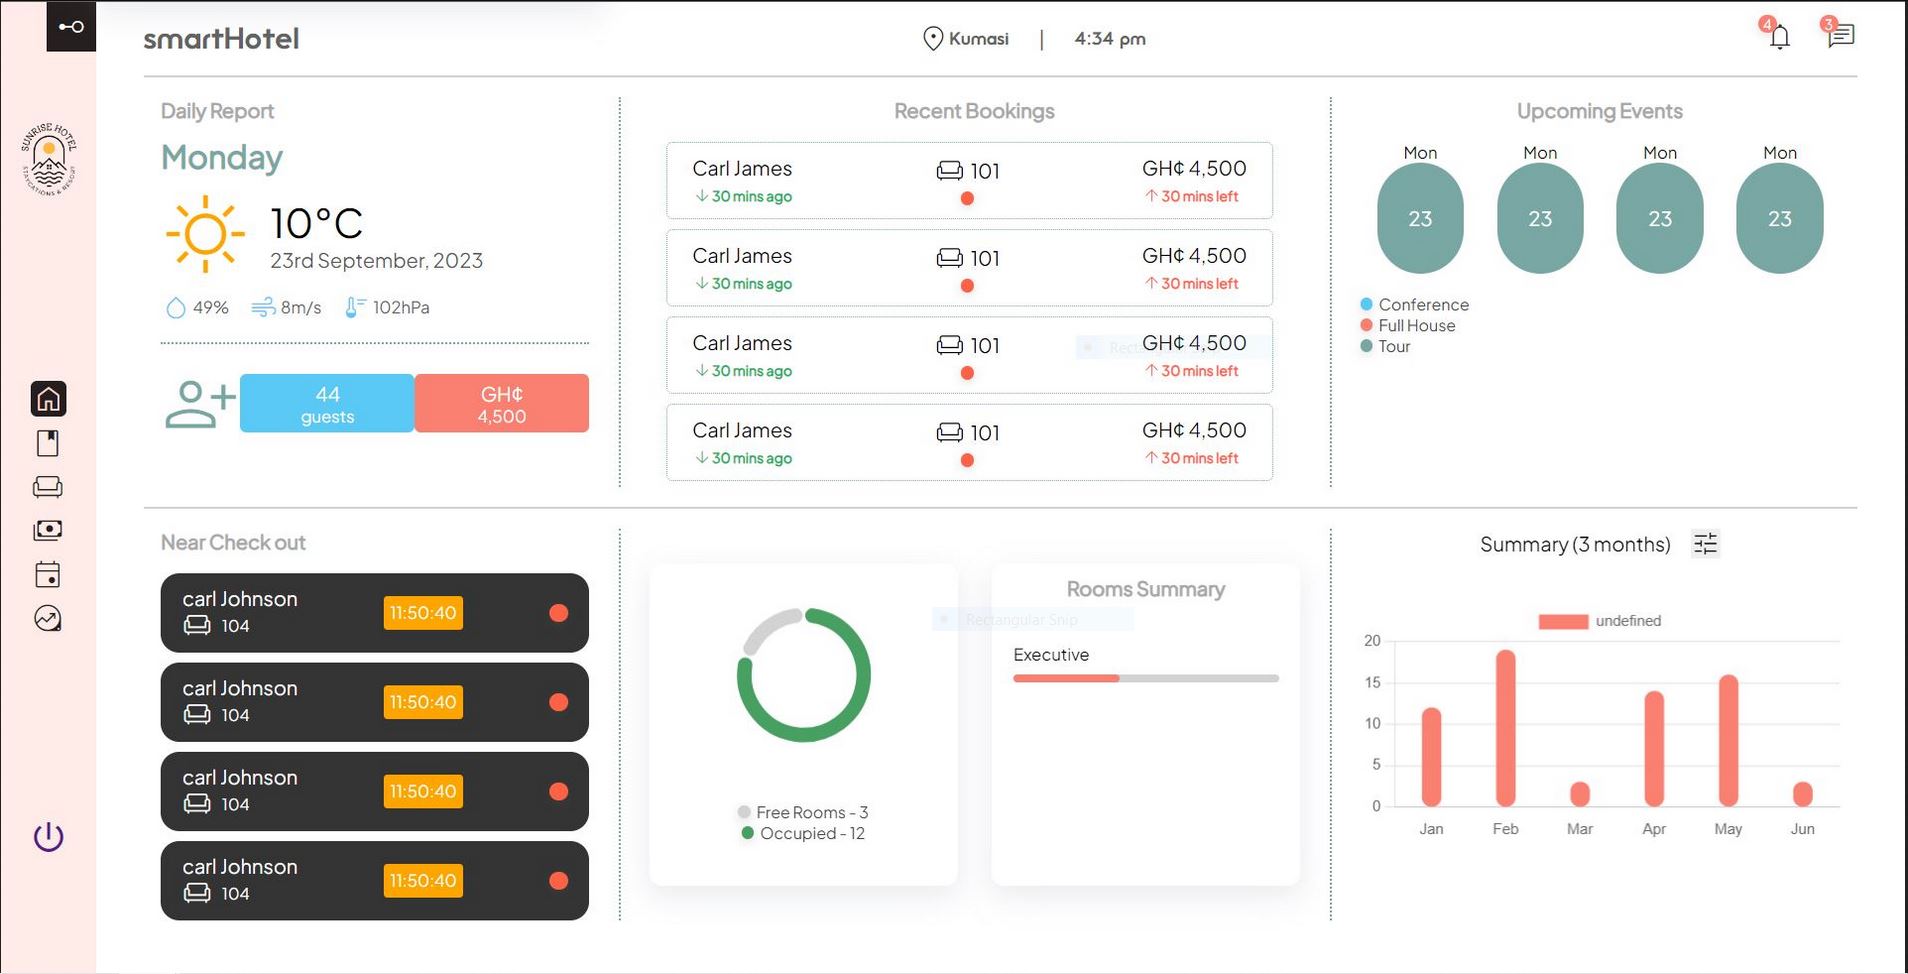 smartHotel
Kumasi | 4:34 pm
4
3
SUNRISE HOTEL
STAYCATIONS & RESORT
Daily Report
Monday
10°C
23rd September, 2023
49% 8m/s 102hPa
44
guests
GH¢
4,500
Recent Bookings
Carl James 101 GH¢ 4,500
30 mins ago 30 mins left
Carl James 101 GH¢ 4,500
30 mins ago 30 mins left
Carl James 101 GH¢ 4,500
30 mins ago 30 mins left
Carl James 101 GH¢ 4,500
30 mins ago 30 mins left
Upcoming Events
Mon Mon Mon Mon
23 23 23 23
Conference
Full House
Tour
Near Check out
carl Johnson
104
11:50:40
carl Johnson
104
11:50:40
carl Johnson
104
11:50:40
carl Johnson
104
11:50:40
Free Rooms - 3
Occupied - 12
Rooms Summary
Rectangular Snip
Executive
Summary (3 months)
undefined
20
15
10
5
0
Jan Feb Mar Apr May Jun